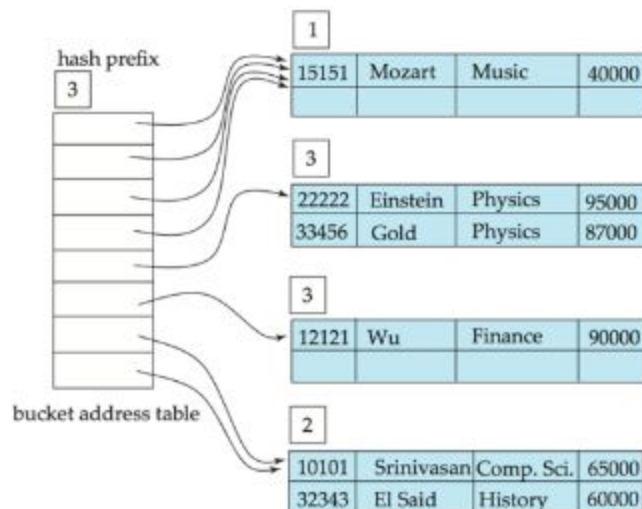 hash prefix
3
bucket address table
1
15151 Mozart Music 40000
3
22222 Einstein Physics 95000
33456 Gold Physics 87000
3
12121 Wu Finance 90000
2
10101 Srinivasan Comp. Sci. 65000
32343 El Said History 60000